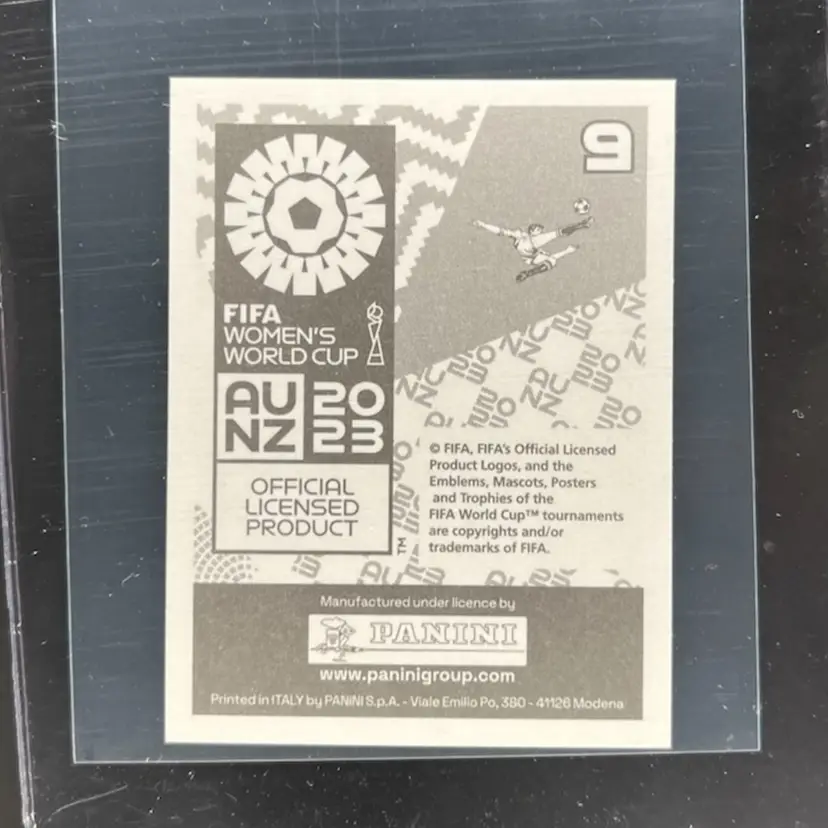 9
FIFA
WOMEN'S
WORLD CUP
AU 20
NZ 23
OFFICIAL
LICENSED
PRODUCT
TM
© FIFA, FIFA's Official Licensed
Product Logos, and the
Emblems, Mascots, Posters
and Trophies of the
FIFA World Cup™ tournaments
are copyrights and/or
trademarks of FIFA.
Manufactured under licence by
PANINI
www.paninigroup.com
Printed in ITALY by PANINI S.p.A. - Viale Emilio Po, 380 - 41126 Modena